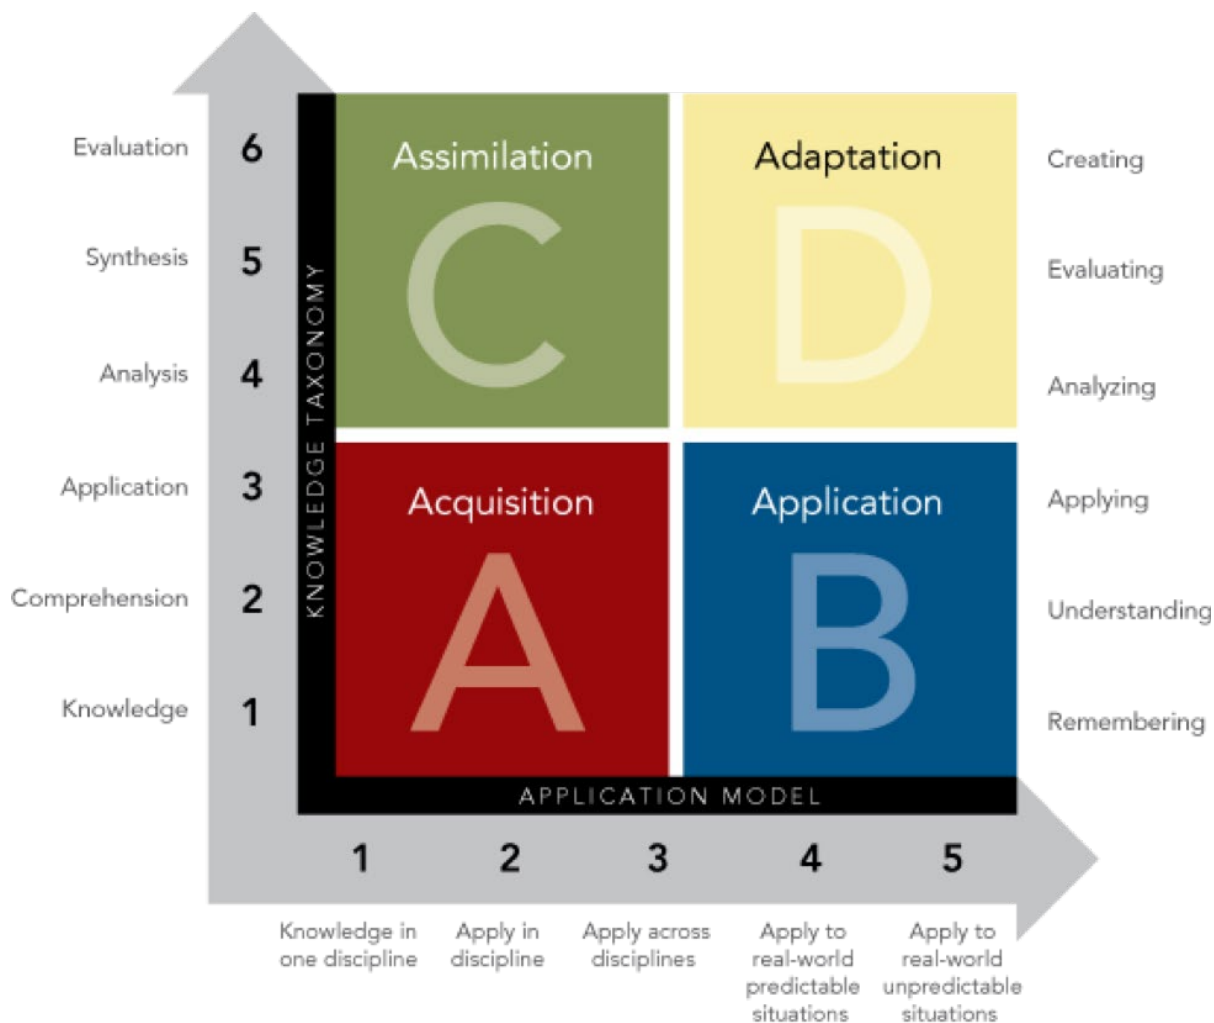 Evaluation
6
Assimilation
Adaptation
Creating
C
D
Synthesis
5
Evaluating
Analysis
4
Analyzing
KNOWLEDGE TAXONOMY
Application
3
Acquisition
Application
Applying
A
B
Comprehension
2
Understanding
Knowledge
1
Remembering
APPLICATION MODEL
1
2
3
4
5
Knowledge in
one discipline
Apply in
discipline
Apply across
disciplines
Apply to
real-world
predictable
situations
Apply to
real-world
unpredictable
situations